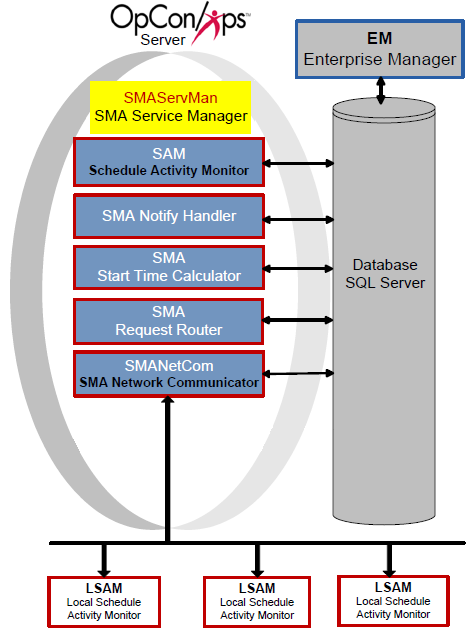 OpCon/xps™
Server
EM
Enterprise Manager
SMAServMan
SMA Service Manager
SAM
Schedule Activity Monitor
SMA Notify Handler
SMA
Start Time Calculator
SMA
Request Router
SMANetCom
SMA Network Communicator
Database
SQL Server
LSAM
Local Schedule
Activity Monitor
LSAM
Local Schedule
Activity Monitor
LSAM
Local Schedule
Activity Monitor